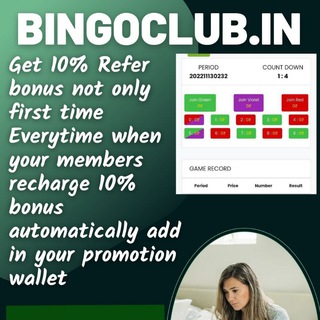 BINGOCLUB.IN
Get 10% Refer
bonus not only
first time
Everytime when
your members
recharge 10%
bonus
automatically add
in your promotion
wallet
PERIOD COUNT DOWN
202211130232 1 : 4
Join Green Join Violet Join Red
GAME RECORD
Period Price Number Result